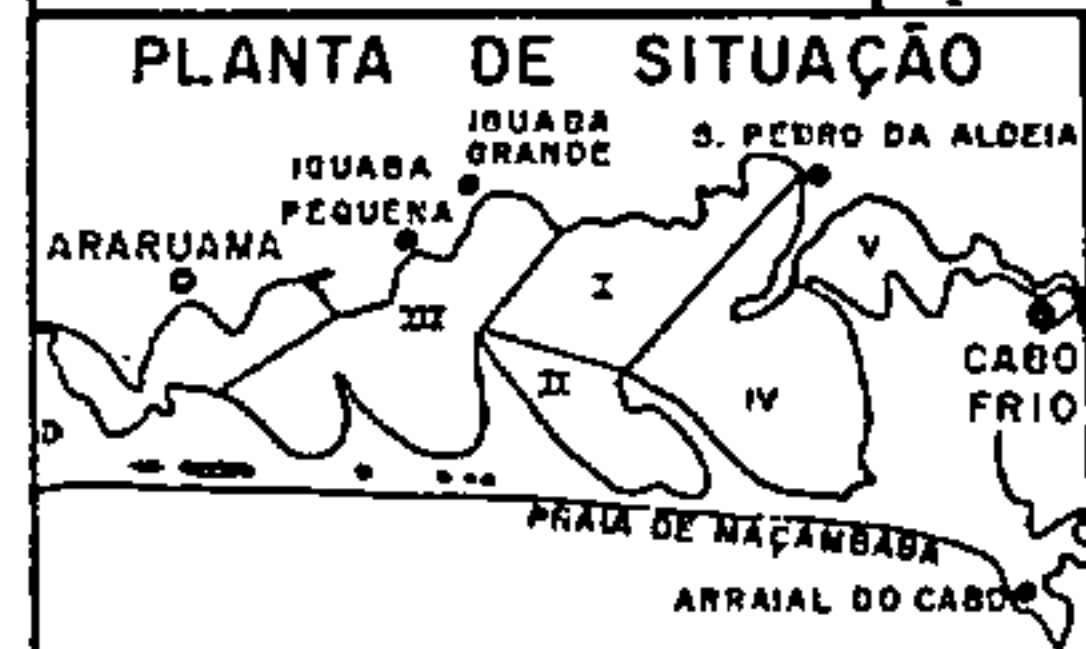 PLANTA DE SITUAÇÃO
IGUABA
GRANDE
S. PEDRO DA ALDEIA
IGUABA
PEQUENA
ARARUAMA
V
I
III
CABO
FRIO
II
IV
PRAIA DE MAÇAMBABA
ARRAIAL DO CABO